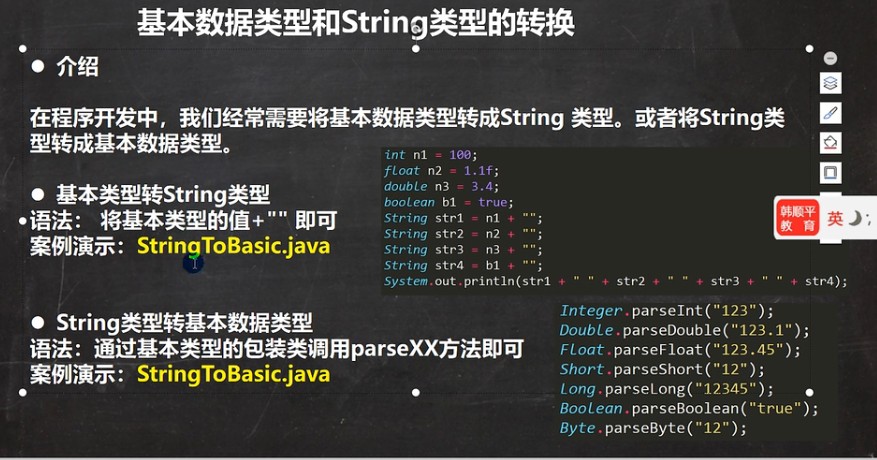 基本数据类型和String类型的转换
● 介绍
在程序开发中，我们经常需要将基本数据类型转成String 类型。或者将String类
型转成基本数据类型。
● 基本类型转String类型
语法： 将基本类型的值+"" 即可
案例演示：StringToBasic.java
int n1 = 100;
float n2 = 1.1f;
double n3 = 3.4;
boolean b1 = true;
String str1 = n1 + "";
String str2 = n2 + "";
String str3 = n3 + "";
String str4 = b1 + "";
System.out.println(str1 + " " + str2 + " " + str3 + " " + str4);
● String类型转基本数据类型
语法：通过基本类型的包装类调用parseXX方法即可
案例演示：StringToBasic.java
Integer.parseInt("123");
Double.parseDouble("123.1");
Float.parseFloat("123.45");
Short.parseShort("12");
Long.parseLong("12345");
Boolean.parseBoolean("true");
Byte.parseByte("12");
韩顺平
教 育
英